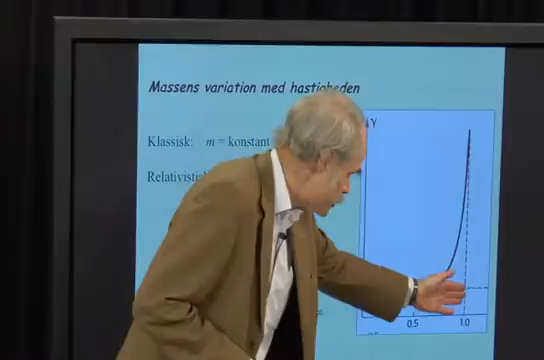 Massens variation med hastigheden
γ
Klassisk: m = konstant
0.5 1.0